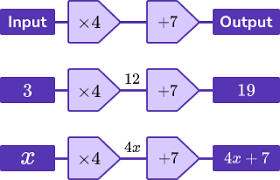 Input ×4 +7 Output
3 ×4 12 +7 19
x ×4 4x +7 4x + 7